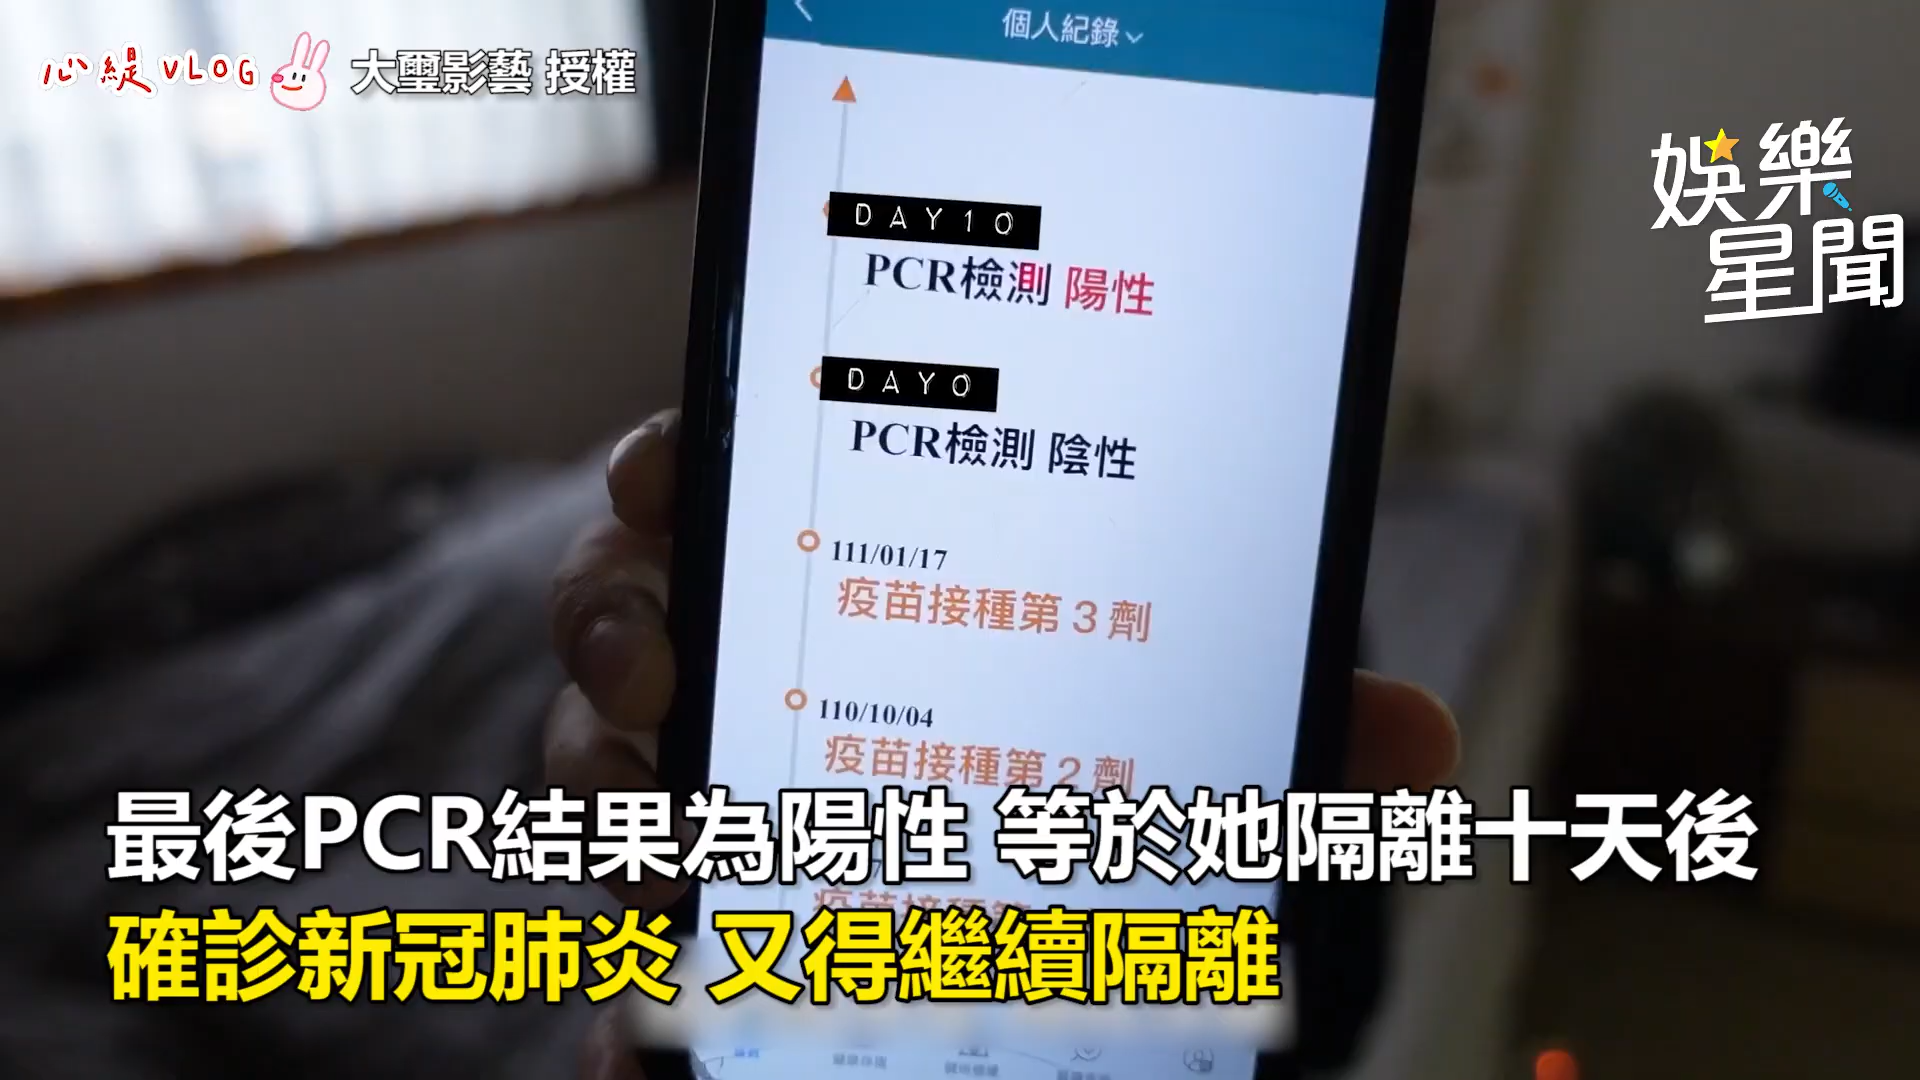 心緹VLOG 大璽影藝 授權
娛樂
星聞
個人紀錄
DAY10
PCR檢測 陽性
DAY0
PCR檢測 陰性
111/01/17
疫苗接種第3劑
110/10/04
疫苗接種第2劑
最後PCR結果為陽性 等於她隔離十天後
確診新冠肺炎 又得繼續隔離